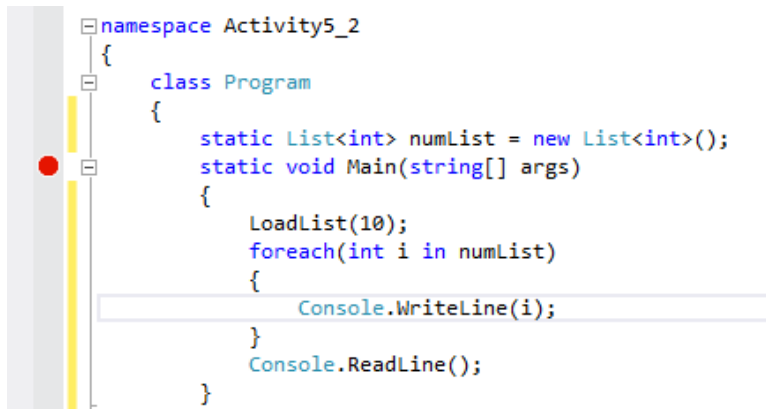 namespace Activity5_2
{
class Program
{
static List<int> numList = new List<int>();
static void Main(string[] args)
{
LoadList(10);
foreach(int i in numList)
{
Console.WriteLine(i);
}
Console.ReadLine();
}